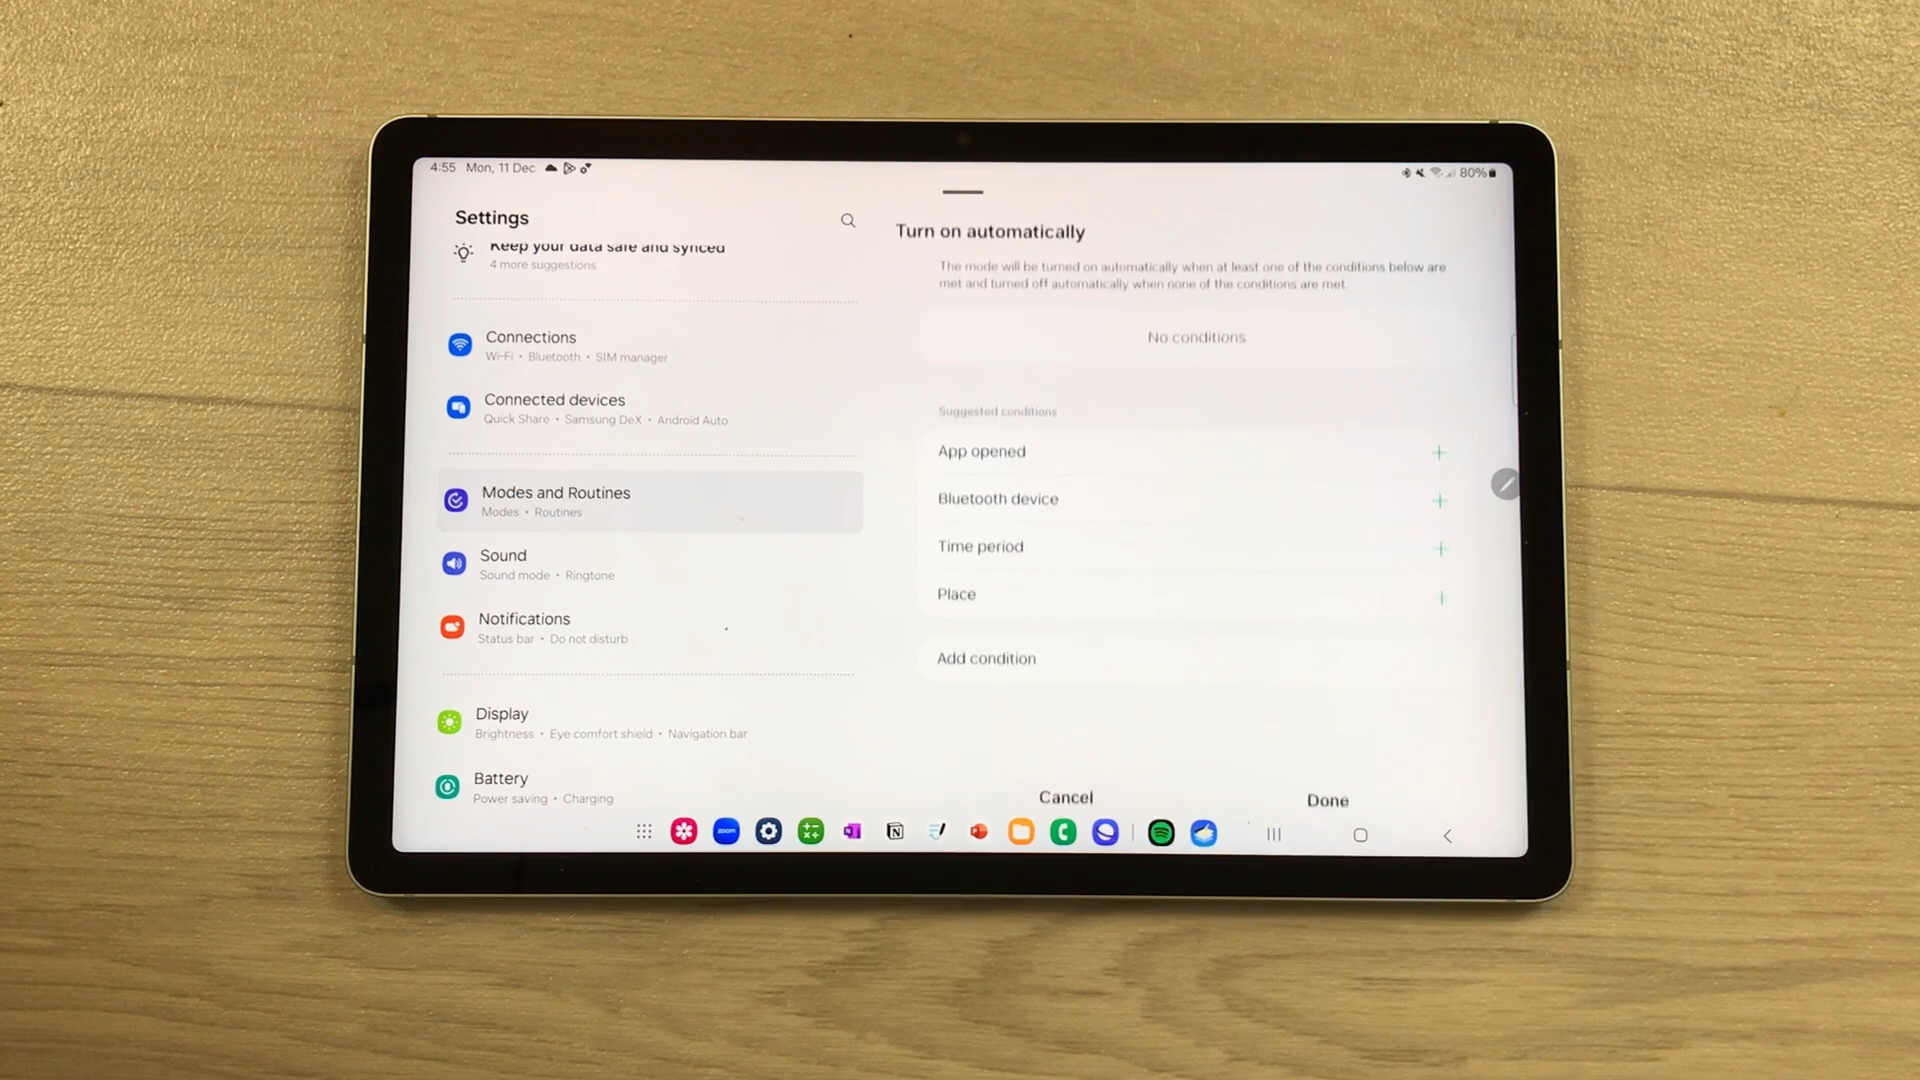 4:55 Mon, 11 Dec
80%
Settings
Keep your data safe and synced
4 more suggestions
Connections
Wi-Fi • Bluetooth • SIM manager
Connected devices
Quick Share • Samsung DeX • Android Auto
Modes and Routines
Modes • Routines
Sound
Sound mode • Ringtone
Notifications
Status bar • Do not disturb
Display
Brightness • Eye comfort shield • Navigation bar
Battery
Power saving • Charging
Turn on automatically
The mode will be turned on automatically when at least one of the conditions below are
met and turned off automatically when none of the conditions are met.
No conditions
Suggested conditions
App opened
Bluetooth device
Time period
Place
Add condition
Cancel
Done
zoom